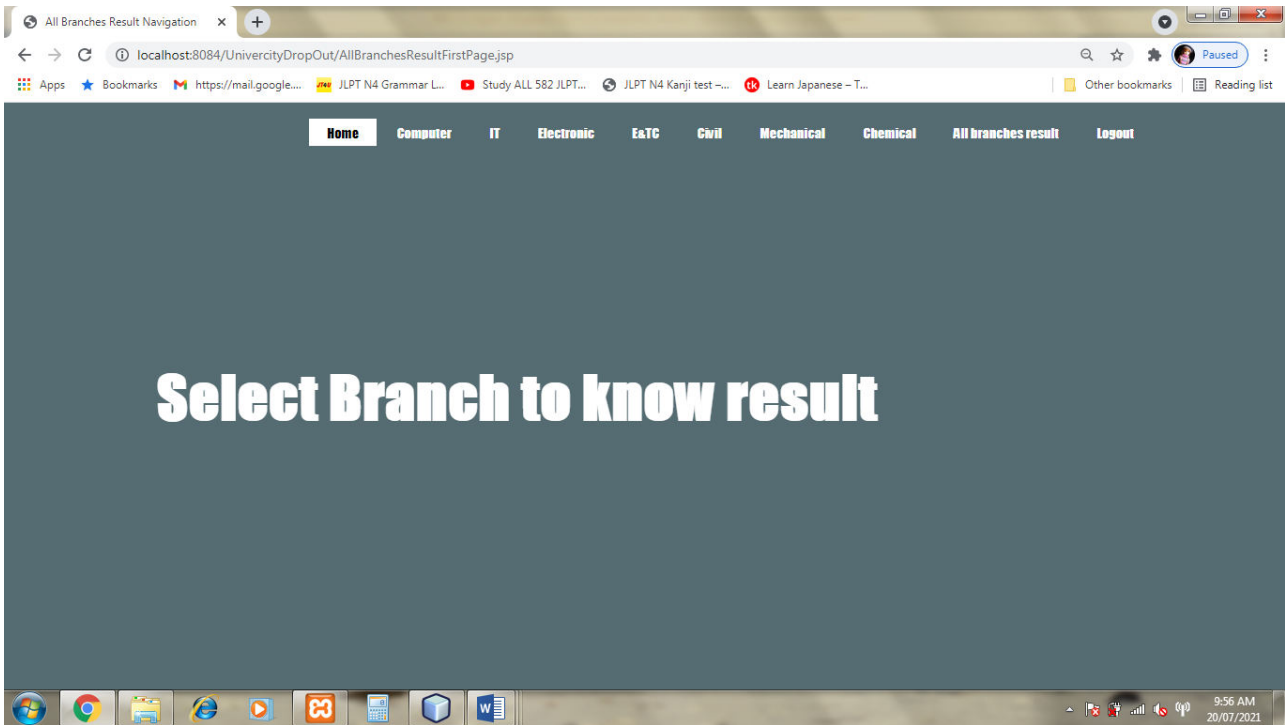 All Branches Result Navigation
localhost:8084/UnivercityDropOut/AllBranchesResultFirstPage.jsp
Paused
Apps Bookmarks https://mail.google.... JLPT N4 Grammar L... Study ALL 582 JLPT... JLPT N4 Kanji test –... tk Learn Japanese – T... Other bookmarks Reading list
Home Computer IT Electronic E&TC Civil Mechanical Chemical All branches result Logout
Select Branch to know result
W
9:56 AM
20/07/2021